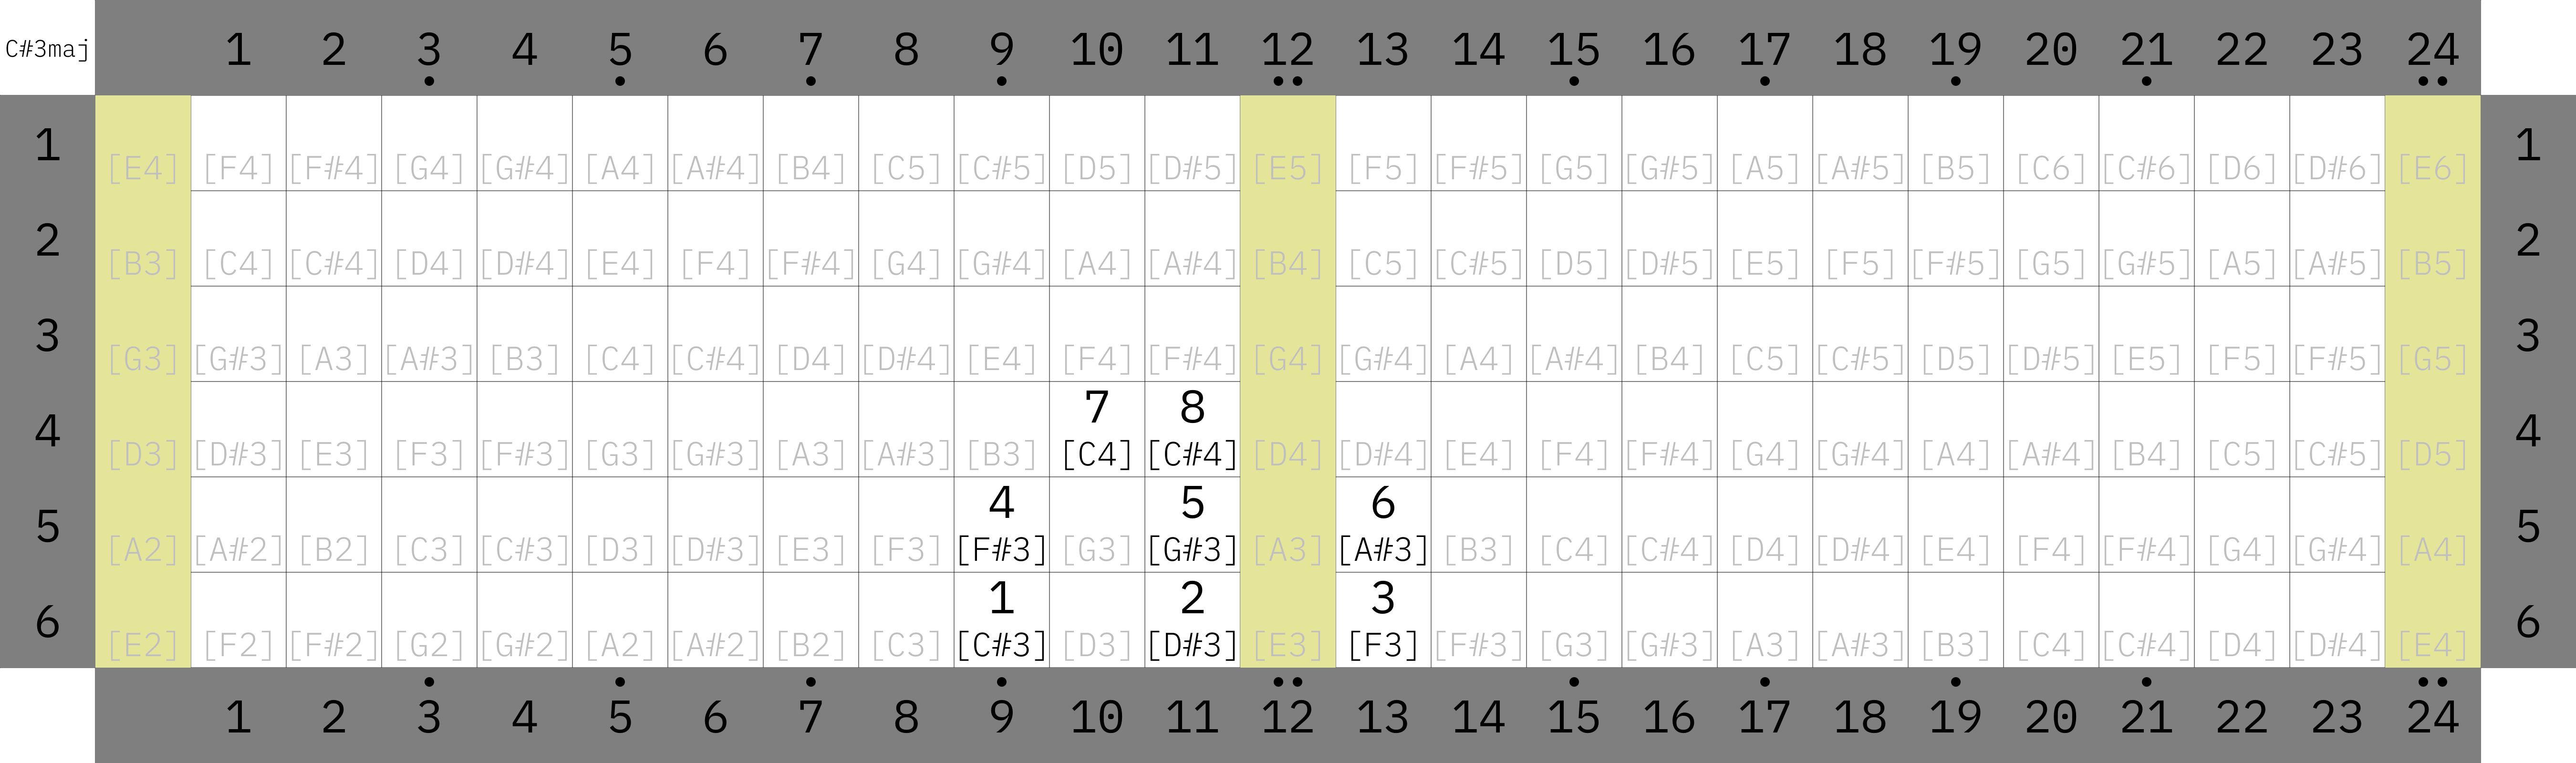 C#3maj 1 2 3 4 5 6 7 8 9 10 11 12 13 14 15 16 17 18 19 20 21 22 23 24
1 [E4] [F4] [F#4] [G4] [G#4] [A4] [A#4] [B4] [C5] [C#5] [D5] [D#5] [E5] [F5] [F#5] [G5] [G#5] [A5] [A#5] [B5] [C6] [C#6] [D6] [D#6] [E6] 1
2 [B3] [C4] [C#4] [D4] [D#4] [E4] [F4] [F#4] [G4] [G#4] [A4] [A#4] [B4] [C5] [C#5] [D5] [D#5] [E5] [F5] [F#5] [G5] [G#5] [A5] [A#5] [B5] 2
3 [G3] [G#3] [A3] [A#3] [B3] [C4] [C#4] [D4] [D#4] [E4] [F4] [F#4] [G4] [G#4] [A4] [A#4] [B4] [C5] [C#5] [D5] [D#5] [E5] [F5] [F#5] [G5] 3
7 8
4 [D3] [D#3] [E3] [F3] [F#3] [G3] [G#3] [A3] [A#3] [B3] [C4] [C#4] [D4] [D#4] [E4] [F4] [F#4] [G4] [G#4] [A4] [A#4] [B4] [C5] [C#5] [D5] 4
4 5 6
5 [A2] [A#2] [B2] [C3] [C#3] [D3] [D#3] [E3] [F3] [F#3] [G3] [G#3] [A3] [A#3] [B3] [C4] [C#4] [D4] [D#4] [E4] [F4] [F#4] [G4] [G#4] [A4] 5
1 2 3
6 [E2] [F2] [F#2] [G2] [G#2] [A2] [A#2] [B2] [C3] [C#3] [D3] [D#3] [E3] [F3] [F#3] [G3] [G#3] [A3] [A#3] [B3] [C4] [C#4] [D4] [D#4] [E4] 6
1 2 3 4 5 6 7 8 9 10 11 12 13 14 15 16 17 18 19 20 21 22 23 24